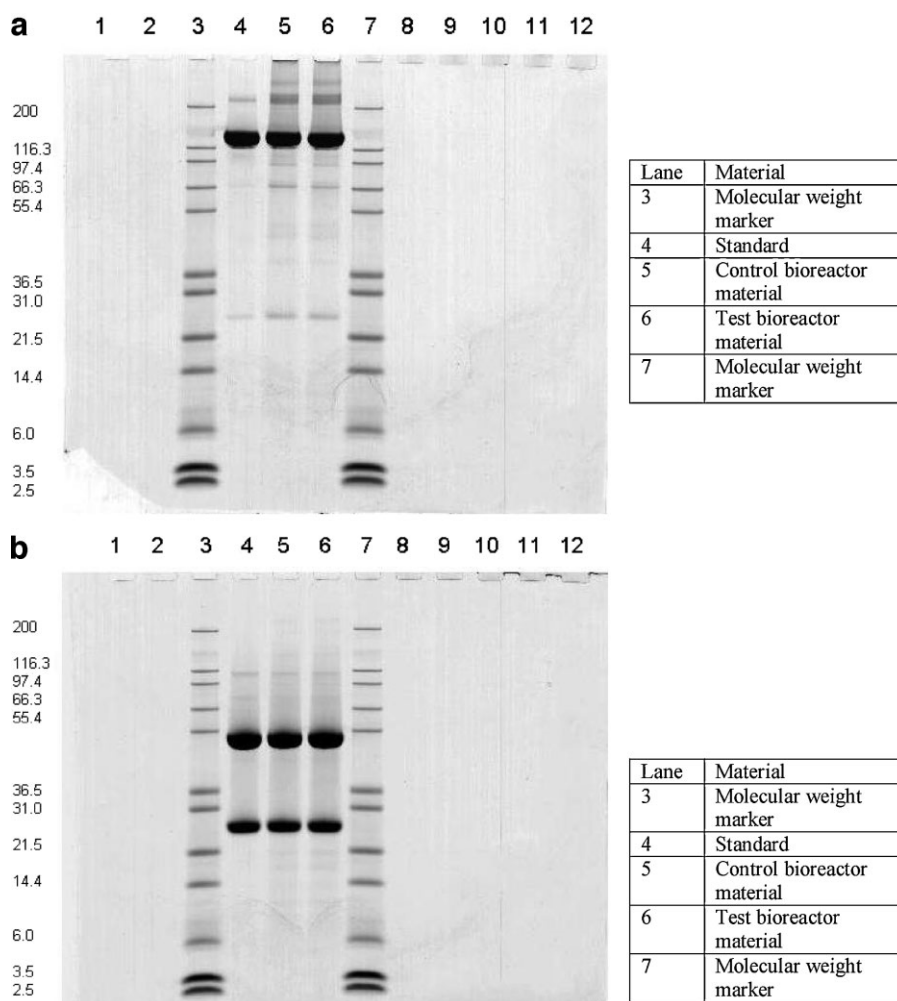 a
1 2 3 4 5 6 7 8 9 10 11 12
200
116.3
97.4
66.3
55.4
36.5
31.0
21.5
14.4
6.0
3.5
2.5
Lane Material
3 Molecular weight
marker
4 Standard
5 Control bioreactor
material
6 Test bioreactor
material
7 Molecular weight
marker
b
1 2 3 4 5 6 7 8 9 10 11 12
200
116.3
97.4
66.3
55.4
36.5
31.0
21.5
14.4
6.0
3.5
2.5
Lane Material
3 Molecular weight
marker
4 Standard
5 Control bioreactor
material
6 Test bioreactor
material
7 Molecular weight
marker